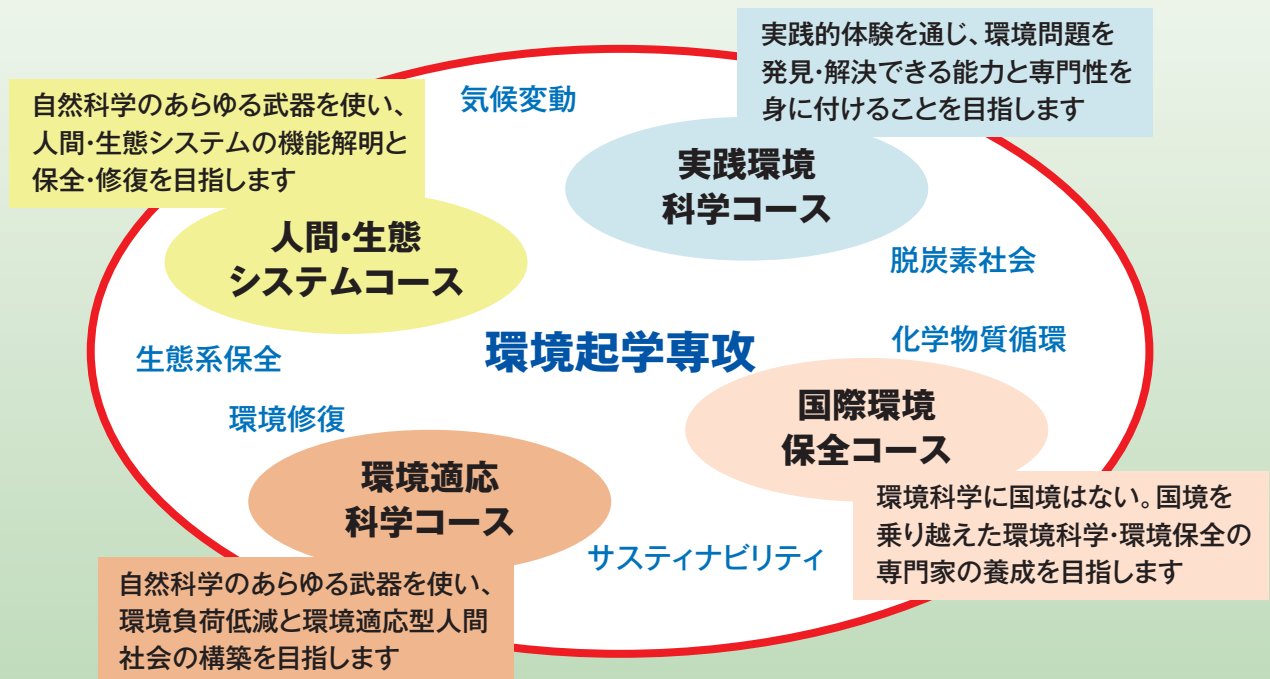 実践的体験を通じ、環境問題を
発見・解決できる能力と専門性を
身に付けることを目指します
自然科学のあらゆる武器を使い、
人間・生態システムの機能解明と
保全・修復を目指します
気候変動
実践環境
科学コース
人間・生態
システムコース
脱炭素社会
環境起学専攻
化学物質循環
生態系保全
環境修復
国際環境
保全コース
環境適応
科学コース
環境科学に国境はない。国境を
乗り越えた環境科学・環境保全の
専門家の養成を目指します
サスティナビリティ
自然科学のあらゆる武器を使い、
環境負荷低減と環境適応型人間
社会の構築を目指します